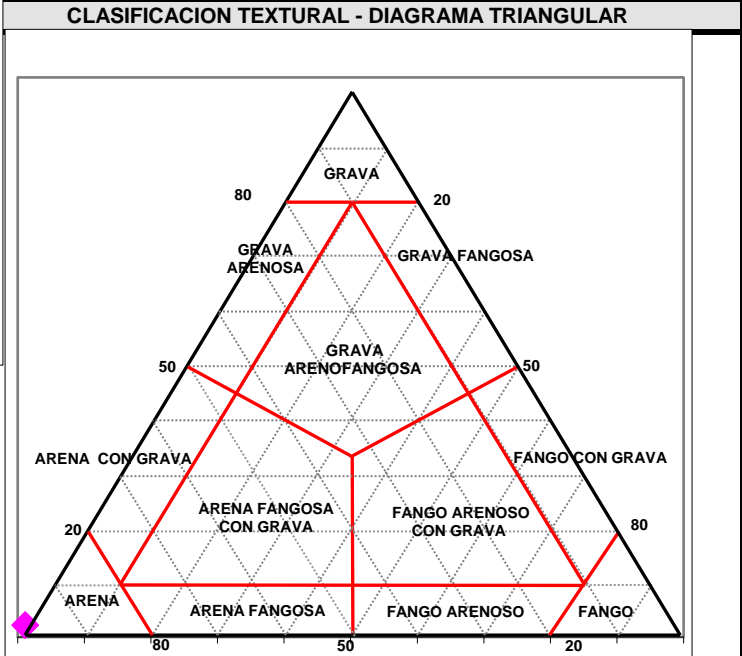 CLASIFICACION TEXTURAL - DIAGRAMA TRIANGULAR
GRAVA
80
20
GRAVA
ARENOSA
GRAVA FANGOSA
GRAVA
ARENOFANGOSA
50
50
ARENA CON GRAVA
FANGO CON GRAVA
ARENA FANGOSA
CON GRAVA
FANGO ARENOSO
CON GRAVA
20
80
ARENA
ARENA FANGOSA
FANGO ARENOSO
FANGO
80
50
20